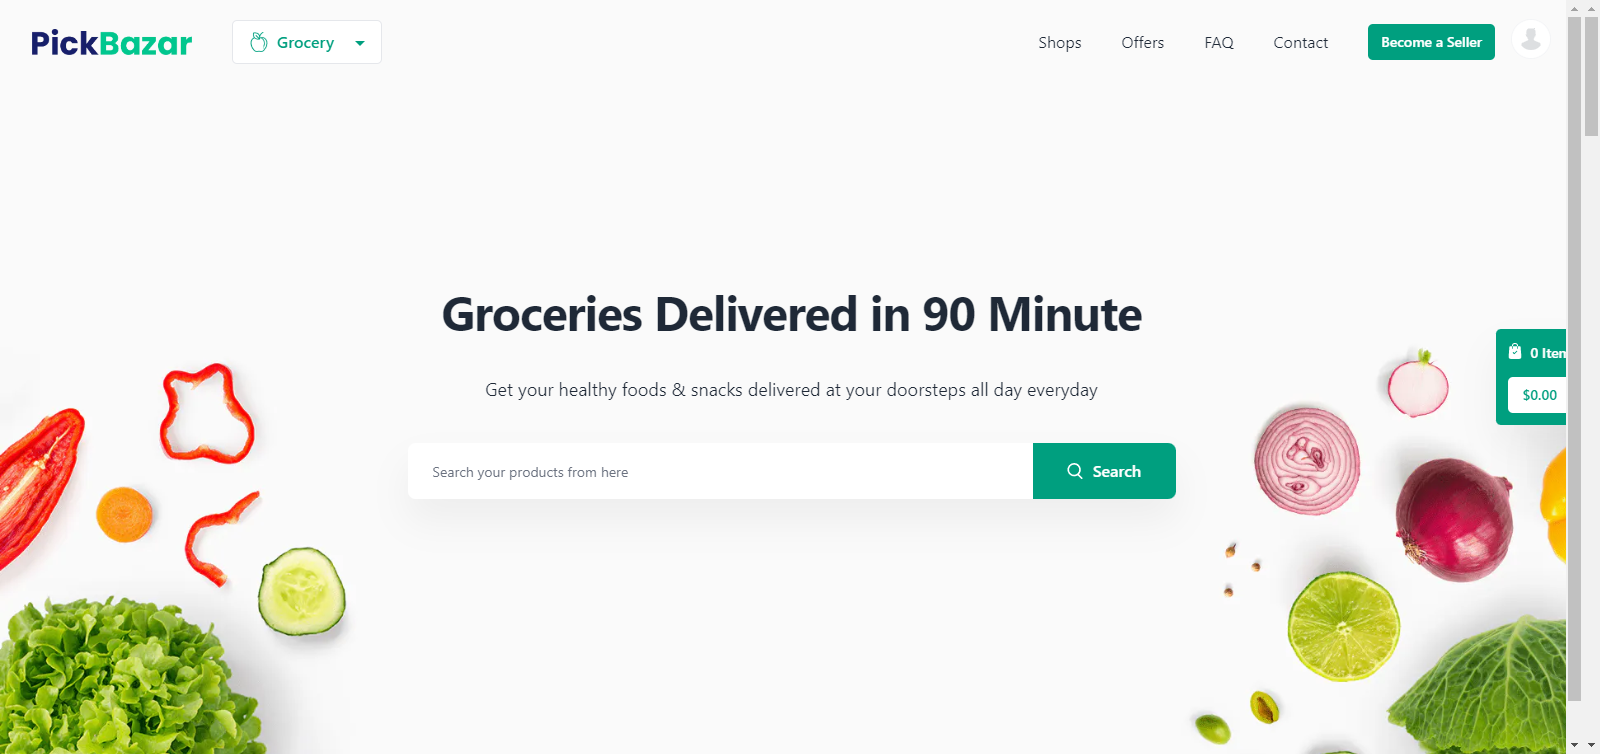 PickBazar
Grocery
Shops
Offers
FAQ
Contact
Become a Seller
Groceries Delivered in 90 Minute
Get your healthy foods & snacks delivered at your doorsteps all day everyday
Search your products from here
Search
0 Item
$0.00